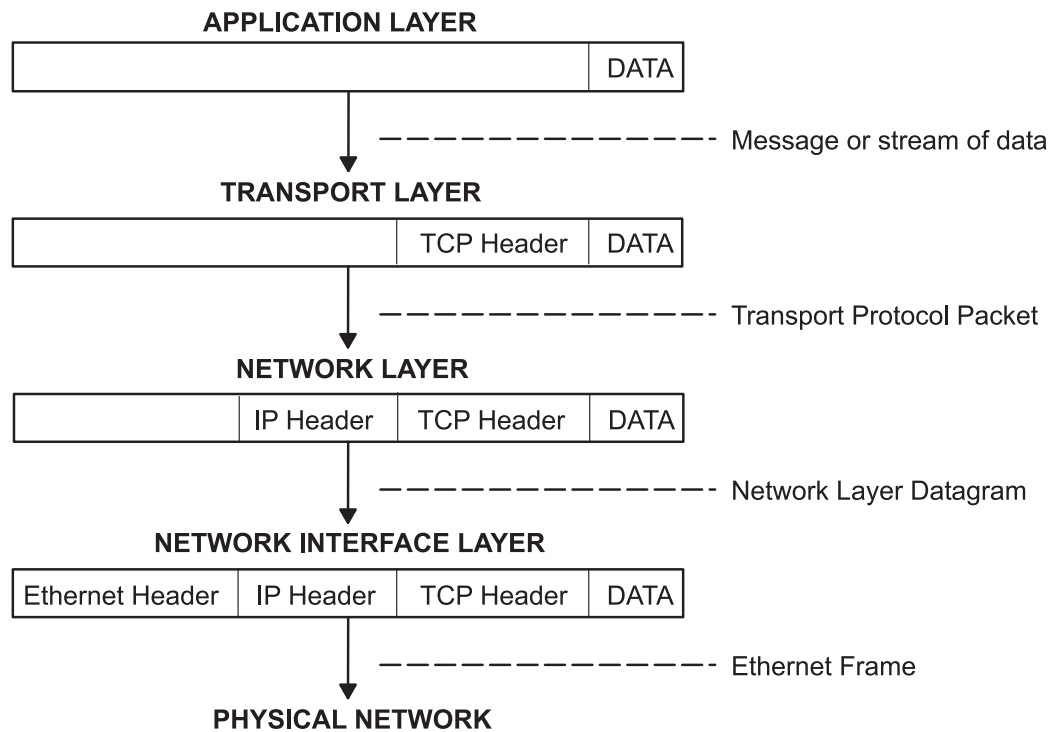 APPLICATION LAYER
DATA
Message or stream of data
TRANSPORT LAYER
TCP Header DATA
Transport Protocol Packet
NETWORK LAYER
IP Header TCP Header DATA
Network Layer Datagram
NETWORK INTERFACE LAYER
Ethernet Header IP Header TCP Header DATA
Ethernet Frame
PHYSICAL NETWORK